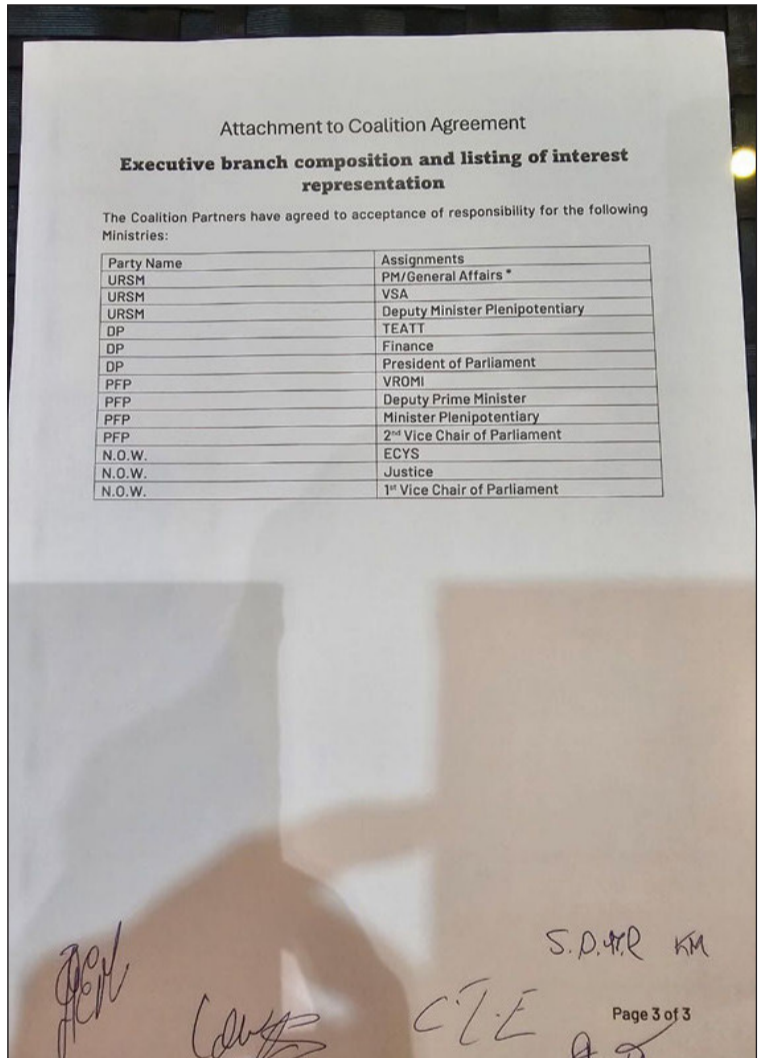 Attachment to Coalition Agreement
Executive branch composition and listing of interest
representation
The Coalition Partners have agreed to acceptance of responsibility for the following
Ministries:
Party Name Assignments
URSM PM/General Affairs *
URSM VSA
URSM Deputy Minister Plenipotentiary
DP TEATT
DP Finance
DP President of Parliament
PFP VROMI
PFP Deputy Prime Minister
PFP Minister Plenipotentiary
PFP 2nd Vice Chair of Parliament
N.O.W. ECYS
N.O.W. Justice
N.O.W. 1st Vice Chair of Parliament
KM
Page 3 of 3